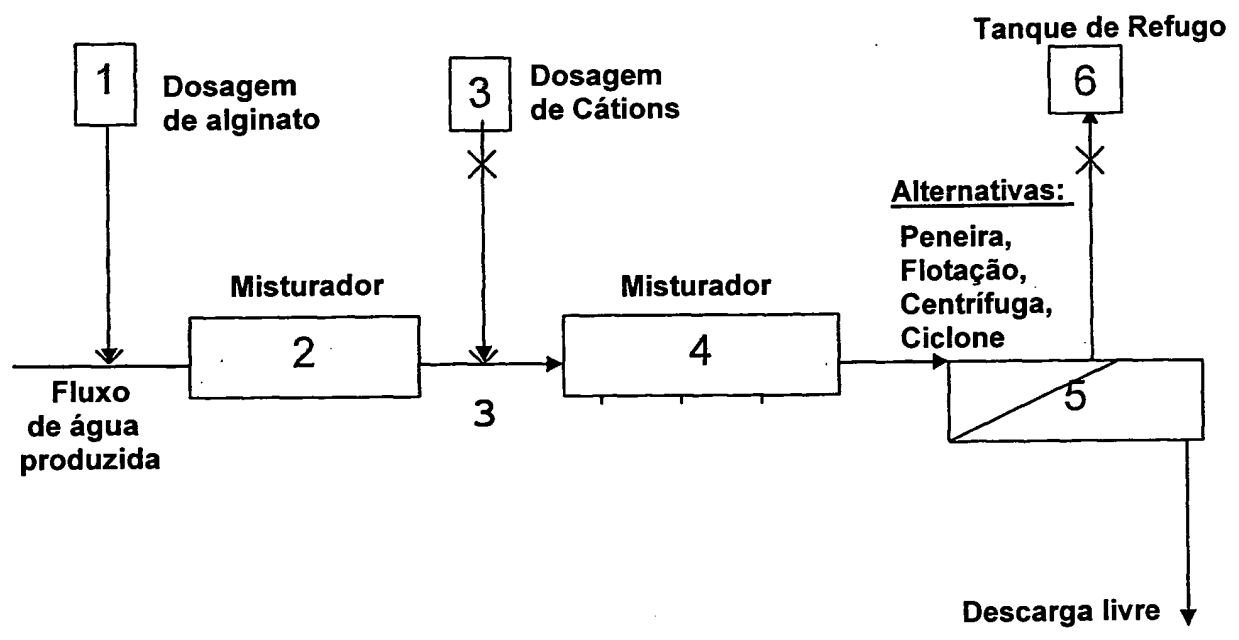 Tanque de Refugo
1
Dosagem
de alginato
3
Dosagem
de Cátions
6
Alternativas:
Peneira,
Flotação,
Centrífuga,
Ciclone
Misturador
2
Misturador
4
Fluxo
de água
produzida
3
5
Descarga livre